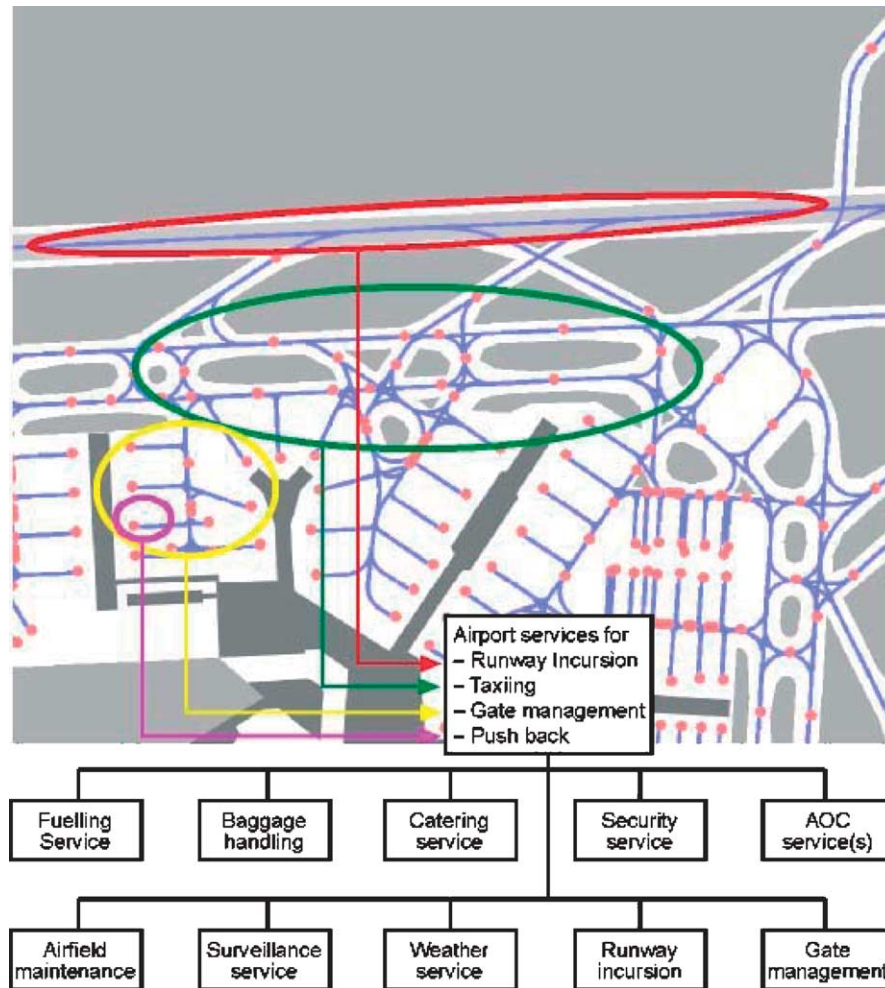 Airport services for
– Runway Incursion
– Taxiing
– Gate management
– Push back
Fuelling
Service
Baggage
handling
Catering
service
Security
service
AOC
service(s)
Airfield
maintenance
Surveillance
service
Weather
service
Runway
incursion
Gate
management